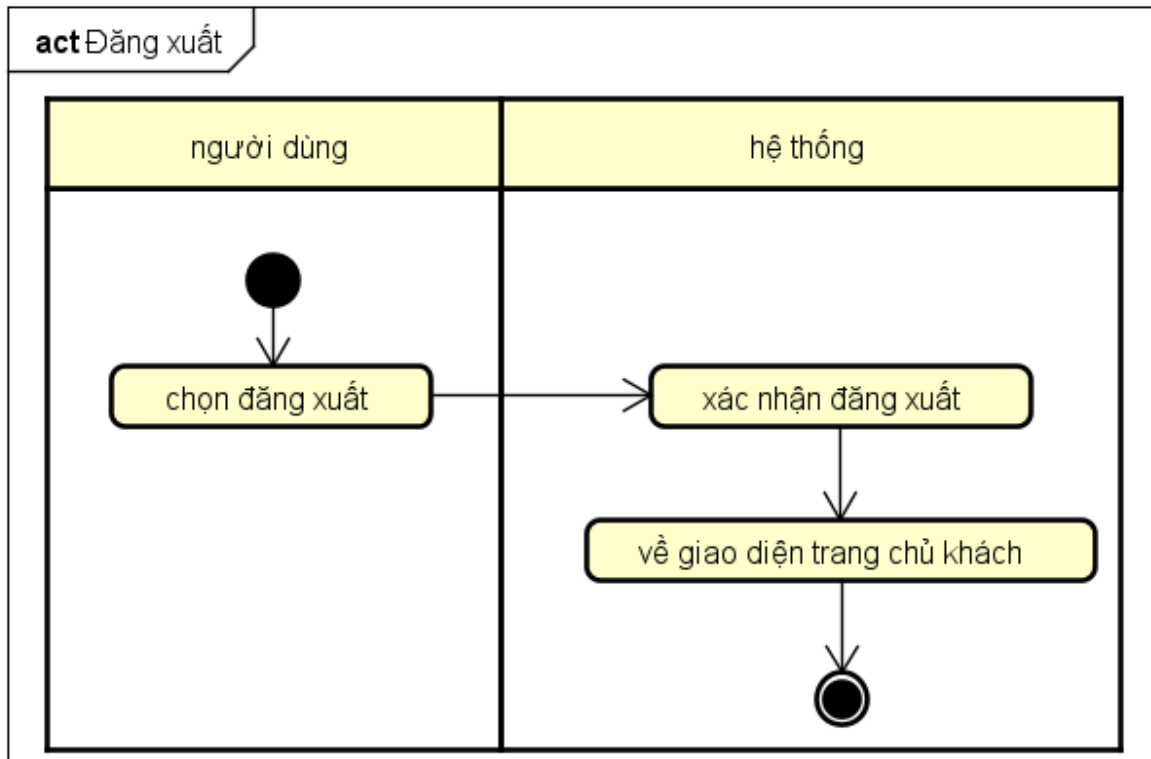 act Đăng xuất
người dùng
hệ thống
chọn đăng xuất
xác nhận đăng xuất
về giao diện trang chủ khách